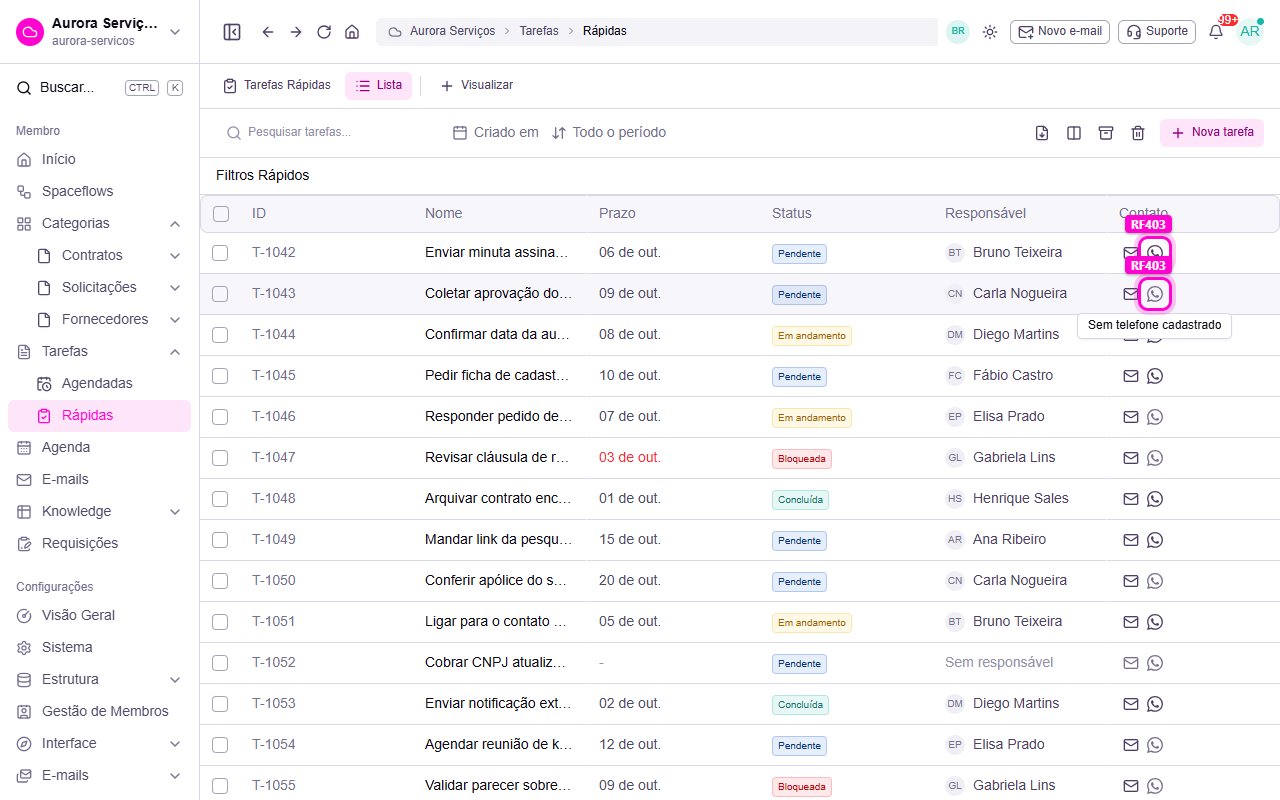 Aurora Serviç...
aurora-servicos
Aurora Serviços > Tarefas > Rápidas
BR
Novo e-mail
Suporte
99+
AR
Buscar...
CTRL K
Tarefas Rápidas
Lista
Visualizar
Pesquisar tarefas...
Criado em
Todo o período
Nova tarefa
Filtros Rápidos
Membro
Início
Spaceflows
Categorias
Contratos
Solicitações
Fornecedores
Tarefas
Agendadas
Rápidas
Agenda
E-mails
Knowledge
Requisições
Configurações
Visão Geral
Sistema
Estrutura
Gestão de Membros
Interface
E-mails
ID Nome Prazo Status Responsável Contato
RF403
T-1042 Enviar minuta assina... 06 de out. Pendente BT Bruno Teixeira
RF403
T-1043 Coletar aprovação do... 09 de out. Pendente CN Carla Nogueira
Sem telefone cadastrado
T-1044 Confirmar data da au... 08 de out. Em andamento DM Diego Martins
T-1045 Pedir ficha de cadast... 10 de out. Pendente FC Fábio Castro
T-1046 Responder pedido de... 07 de out. Em andamento EP Elisa Prado
T-1047 Revisar cláusula de r... 03 de out. Bloqueada GL Gabriela Lins
T-1048 Arquivar contrato enc... 01 de out. Concluída HS Henrique Sales
T-1049 Mandar link da pesqu... 15 de out. Pendente AR Ana Ribeiro
T-1050 Conferir apólice do s... 20 de out. Pendente CN Carla Nogueira
T-1051 Ligar para o contato ... 05 de out. Em andamento BT Bruno Teixeira
T-1052 Cobrar CNPJ atualiz... - Pendente Sem responsável
T-1053 Enviar notificação ext... 02 de out. Concluída DM Diego Martins
T-1054 Agendar reunião de k... 12 de out. Pendente EP Elisa Prado
T-1055 Validar parecer sobre... 09 de out. Bloqueada GL Gabriela Lins